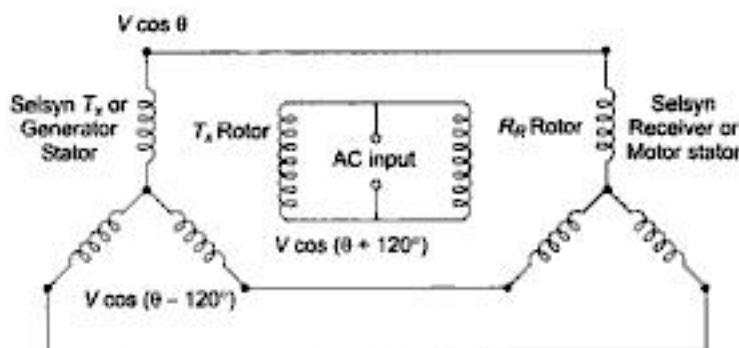 V cos θ
Selsyn Tx or
Generator
Stator
Tx Rotor
AC input
RR Rotor
Selsyn
Receiver or
Motor stator
V cos (θ + 120°)
V cos (θ − 120°)